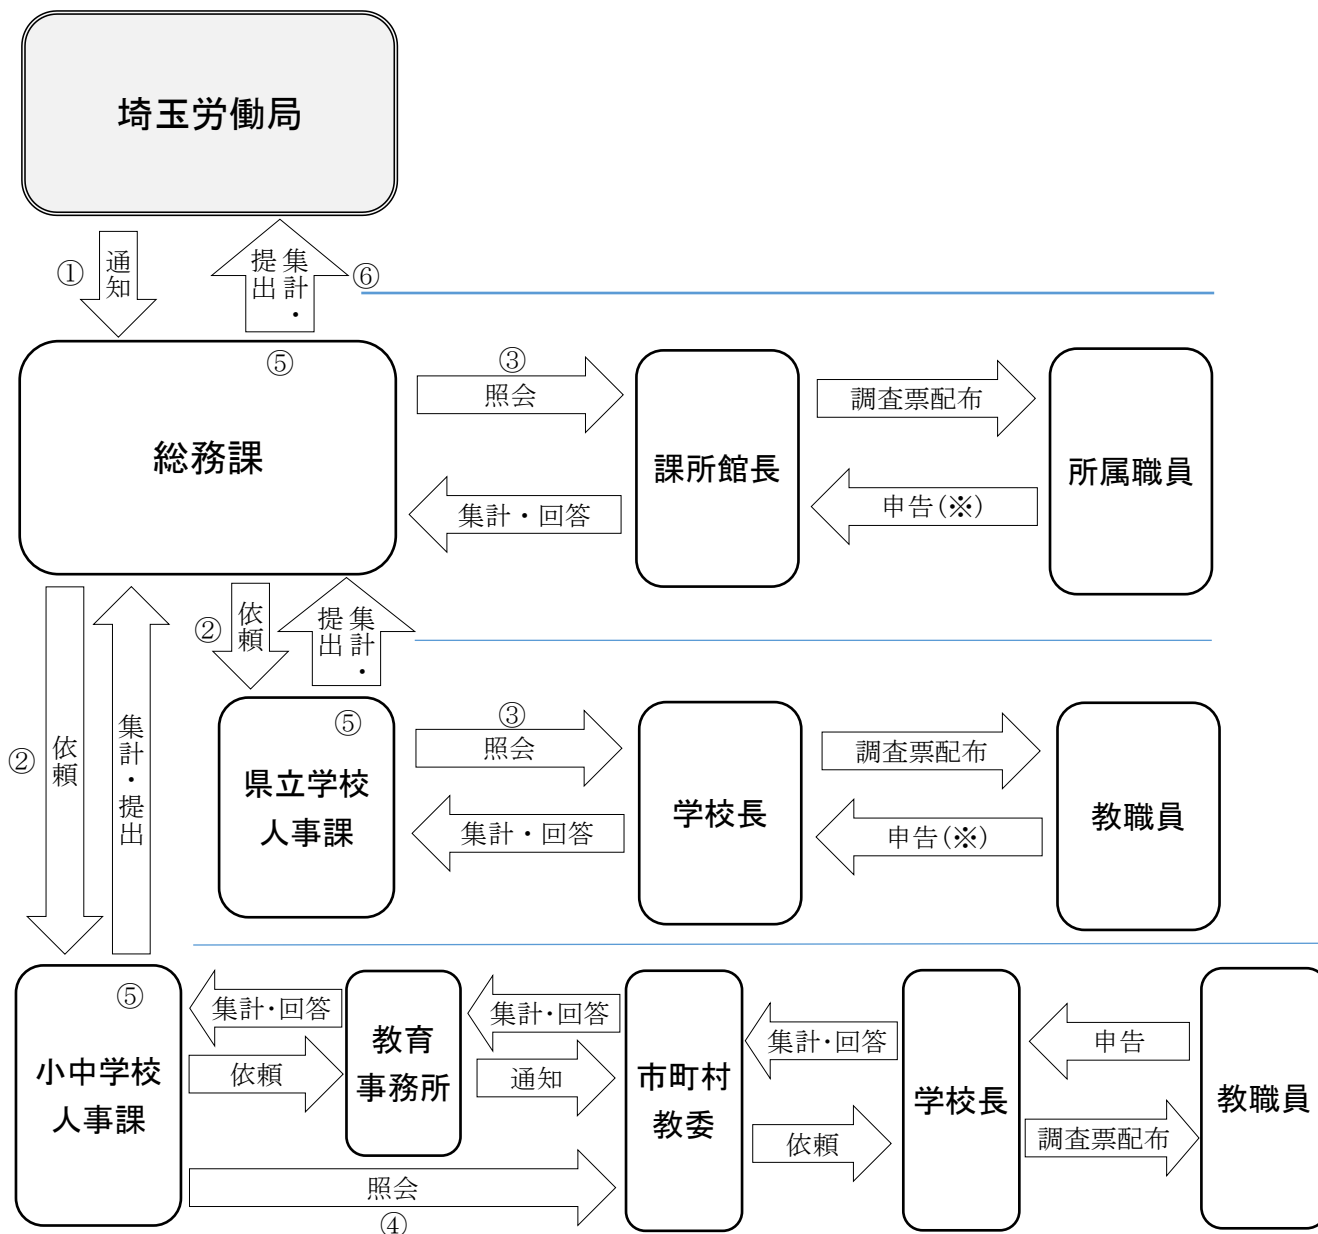 埼玉労働局
①
通知
集計・
提出
⑥
⑤
総務課
③
照会
集計・回答
課所館長
調査票配布
申告(※)
所属職員
②
依頼
集計・
提出
②
依頼
集計・提出
⑤
県立学校
人事課
③
照会
集計・回答
学校長
調査票配布
申告(※)
教職員
⑤
小中学校
人事課
集計・回答
依頼
教育
事務所
集計・回答
通知
照会
④
市町村
教委
集計・回答
依頼
学校長
申告
調査票配布
教職員